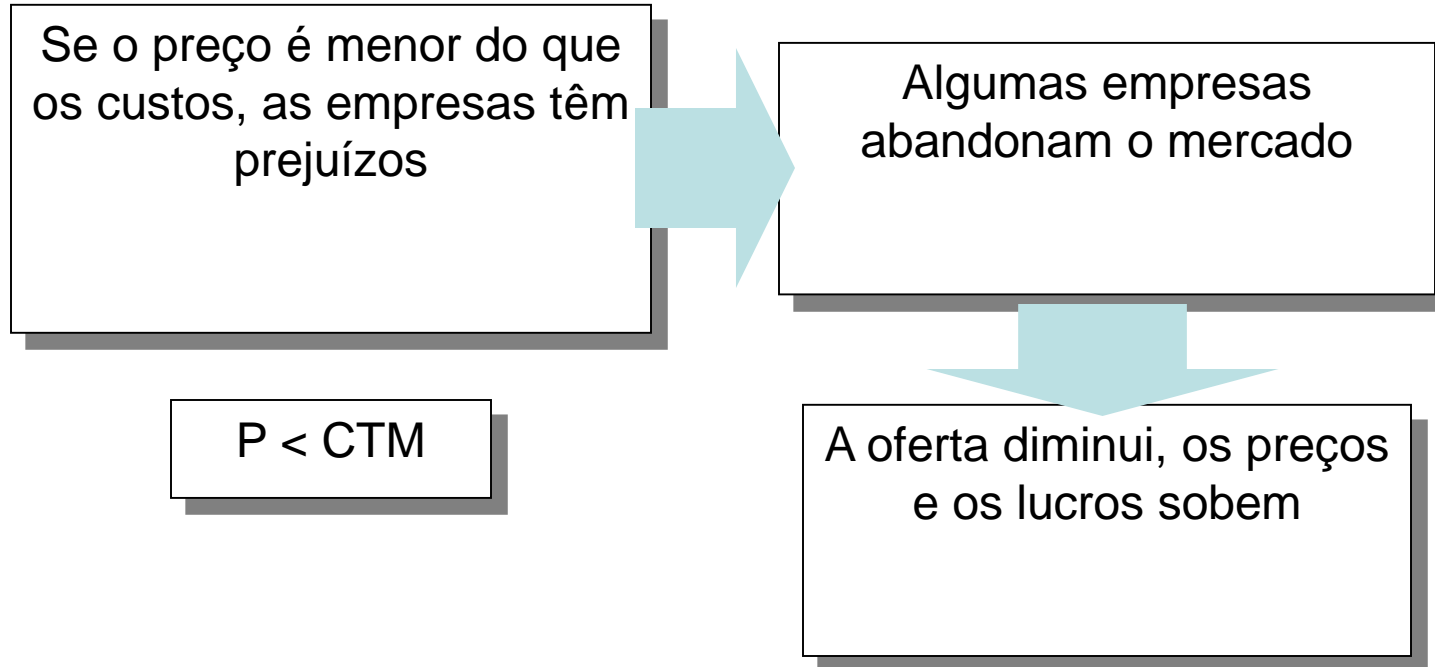 Se o preço é menor do que
os custos, as empresas têm
prejuízos
Algumas empresas
abandonam o mercado
P < CTM
A oferta diminui, os preços
e os lucros sobem